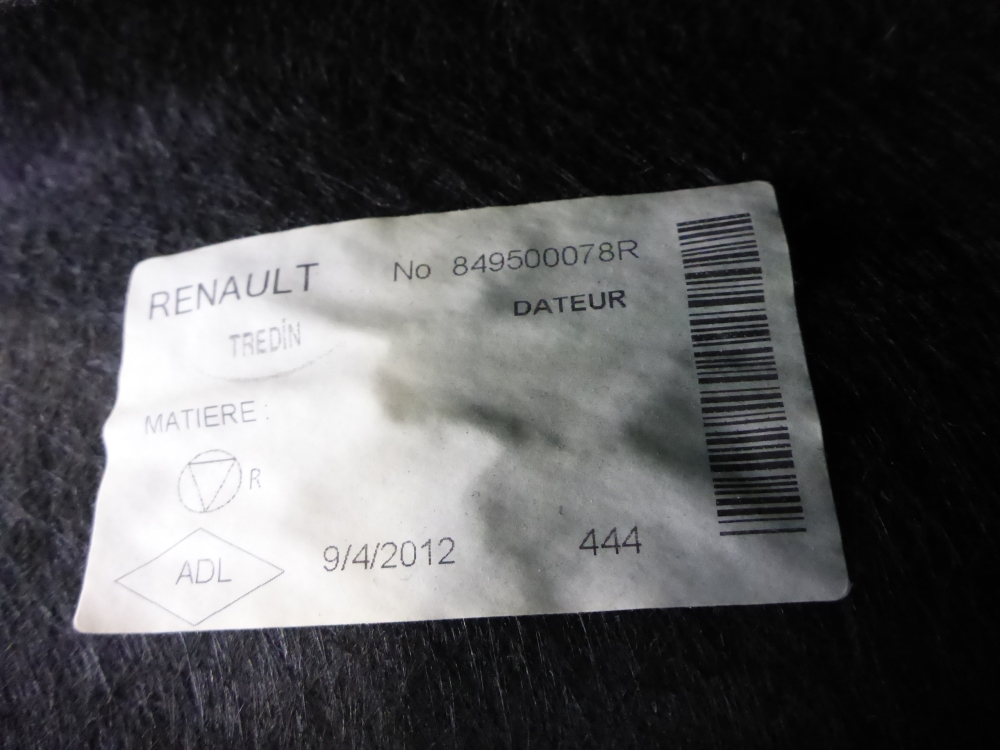 RENAULT
No 849500078R
DATEUR
TREDİN
MATIERE :
R
ADL
9/4/2012
444